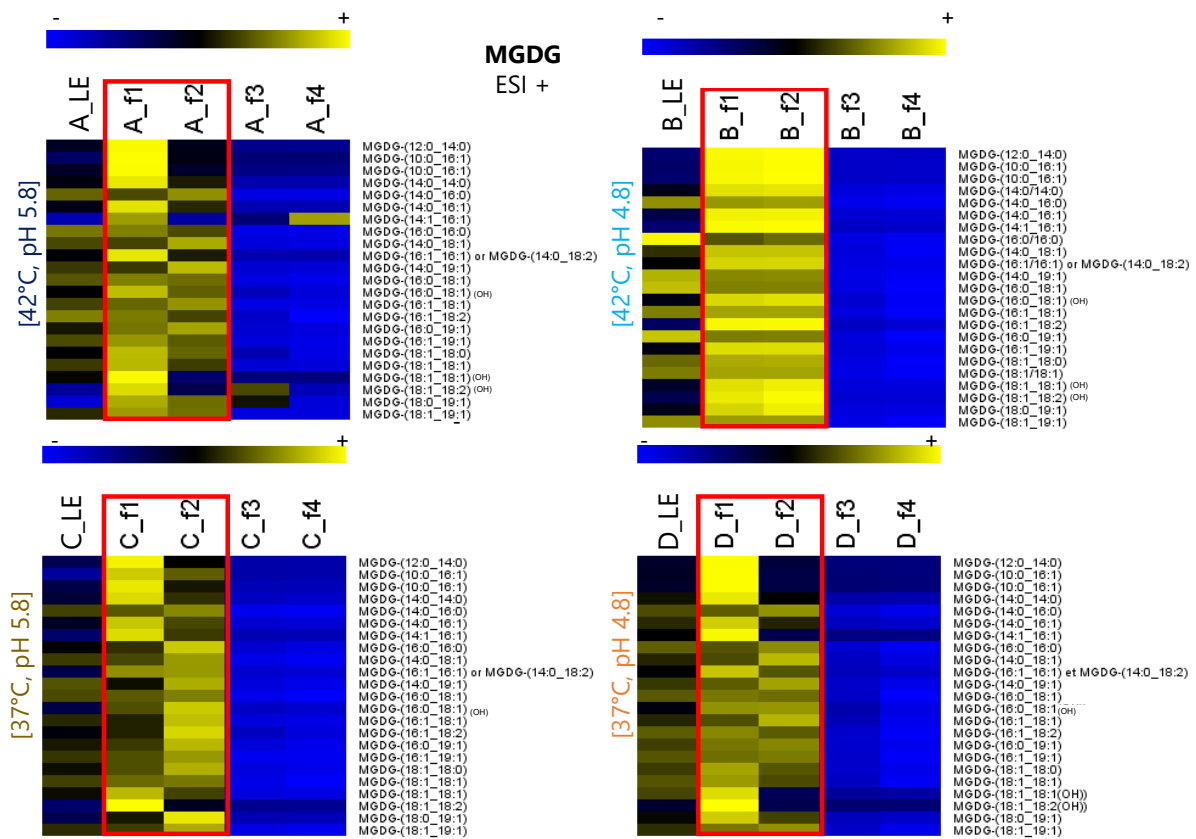 - +
A_LE A_f1 A_f2 A_f3 A_f4
[42°C, pH 5.8]
MGDG-(12:0_14:0)
MGDG-(10:0_16:1)
MGDG-(10:0_16:1)
MGDG-(14:0_14:0)
MGDG-(14:0_16:0)
MGDG-(14:0_16:1)
MGDG-(14:1_16:1)
MGDG-(16:0_16:0)
MGDG-(14:0_18:1)
MGDG-(16:1_16:1) or MGDG-(14:0_18:2)
MGDG-(14:0_19:1)
MGDG-(16:0_18:1)
MGDG-(16:0_18:1) (OH)
MGDG-(16:1_18:1)
MGDG-(16:1_18:2)
MGDG-(16:0_19:1)
MGDG-(16:1_19:1)
MGDG-(18:1_18:0)
MGDG-(18:1_18:1)
MGDG-(18:1_18:1) (OH)
MGDG-(18:1_18:2) (OH)
MGDG-(18:0_19:1)
MGDG-(18:1_19:1)
MGDG
ESI +
- +
B_LE B_f1 B_f2 B_f3 B_f4
[42°C, pH 4.8]
MGDG-(12:0_14:0)
MGDG-(10:0_16:1)
MGDG-(10:0_16:1)
MGDG-(14:0/14:0)
MGDG-(14:0_16:0)
MGDG-(14:0_16:1)
MGDG-(14:1_16:1)
MGDG-(16:0/16:0)
MGDG-(14:0_18:1)
MGDG-(16:1/16:1) or MGDG-(14:0_18:2)
MGDG-(14:0_19:1)
MGDG-(16:0_18:1)
MGDG-(16:0_18:1) (OH)
MGDG-(16:1_18:1)
MGDG-(16:1_18:2)
MGDG-(16:0_19:1)
MGDG-(16:1_19:1)
MGDG-(18:1_18:0)
MGDG-(18:1/18:1)
MGDG-(18:1_18:1) (OH)
MGDG-(18:1_18:2) (OH)
MGDG-(18:0_19:1)
MGDG-(18:1_19:1)
- +
C_LE C_f1 C_f2 C_f3 C_f4
[37°C, pH 5.8]
MGDG-(12:0_14:0)
MGDG-(10:0_16:1)
MGDG-(10:0_16:1)
MGDG-(14:0_14:0)
MGDG-(14:0_16:0)
MGDG-(14:0_16:1)
MGDG-(14:1_16:1)
MGDG-(16:0_16:0)
MGDG-(14:0_18:1)
MGDG-(16:1_16:1) or MGDG-(14:0_18:2)
MGDG-(14:0_19:1)
MGDG-(16:0_18:1)
MGDG-(16:0_18:1) (OH)
MGDG-(16:1_18:1)
MGDG-(16:1_18:2)
MGDG-(16:0_19:1)
MGDG-(16:1_19:1)
MGDG-(18:1_18:0)
MGDG-(18:1_18:1)
MGDG-(18:1_18:1)
MGDG-(18:1_18:2)
MGDG-(18:0_19:1)
MGDG-(18:1_19:1)
- +
D_LE D_f1 D_f2 D_f3 D_f4
[37°C, pH 4.8]
MGDG-(12:0_14:0)
MGDG-(10:0_16:1)
MGDG-(10:0_16:1)
MGDG-(14:0_14:0)
MGDG-(14:0_16:0)
MGDG-(14:0_16:1)
MGDG-(14:1_16:1)
MGDG-(16:0_16:0)
MGDG-(14:0_18:1)
MGDG-(16:1_16:1) et MGDG-(14:0_18:2)
MGDG-(14:0_19:1)
MGDG-(16:0_18:1)
MGDG-(16:0_18:1 (OH)
MGDG-(16:1_18:1)
MGDG-(16:1_18:2)
MGDG-(16:0_19:1)
MGDG-(16:1_19:1)
MGDG-(18:1_18:0)
MGDG-(18:1_18:1)
MGDG-(18:1_18:1(OH))
MGDG-(18:1_18:2(OH))
MGDG-(18:0_19:1)
MGDG-(18:1_19:1)